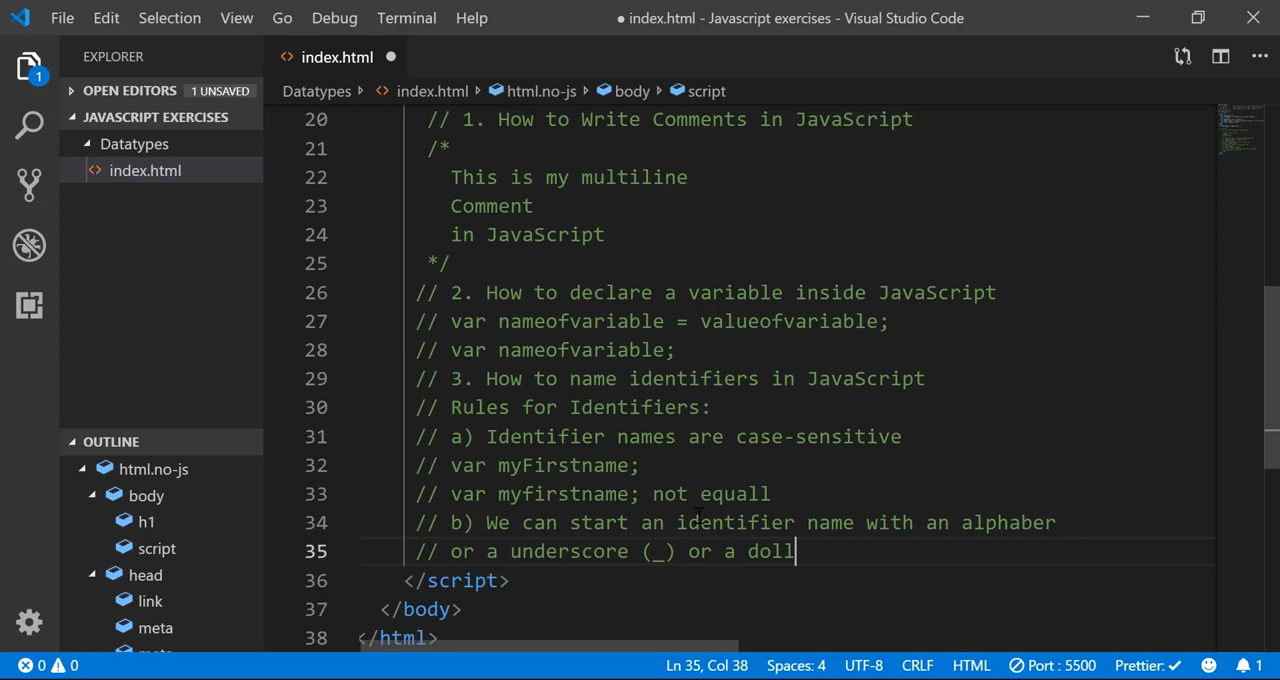 File Edit Selection View Go Debug Terminal Help
● index.html - Javascript exercises - Visual Studio Code
EXPLORER
1
OPEN EDITORS 1 UNSAVED
JAVASCRIPT EXERCISES
Datatypes
<> index.html
OUTLINE
html.no-js
body
h1
script
head
link
meta
<> index.html
Datatypes <> index.html html.no-js body script
20 // 1. How to Write Comments in JavaScript
21 /*
22 This is my multiline
23 Comment
24 in JavaScript
25 */
26 // 2. How to declare a variable inside JavaScript
27 // var nameofvariable = valueofvariable;
28 // var nameofvariable;
29 // 3. How to name identifiers in JavaScript
30 // Rules for Identifiers:
31 // a) Identifier names are case-sensitive
32 // var myFirstname;
33 // var myfirstname; not equall
34 // b) We can start an identifier name with an alphaber
35 // or a underscore (_) or a doll
36 </script>
37 </body>
38 </html>
0 0 Ln 35, Col 38 Spaces: 4 UTF-8 CRLF HTML Port : 5500 Prettier: ✓ 1